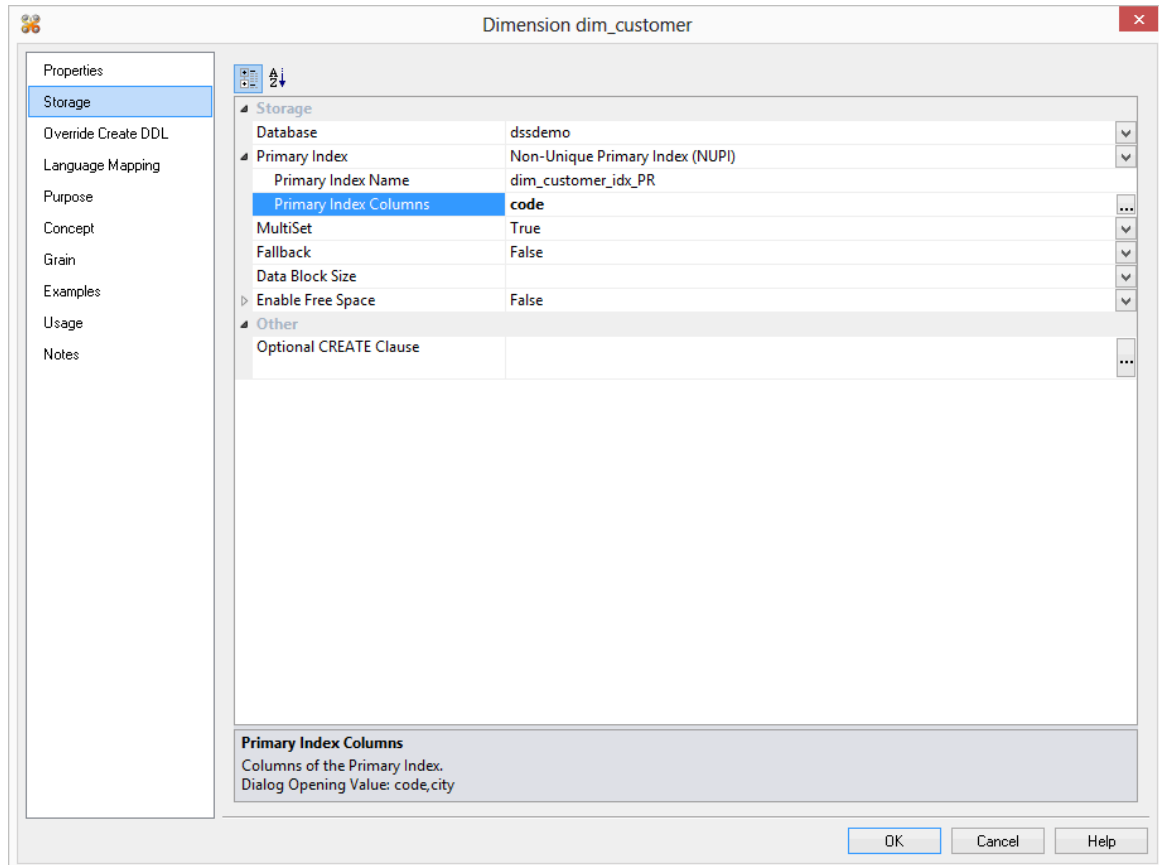 Dimension dim_customer
Properties
Storage
Override Create DDL
Language Mapping
Purpose
Concept
Grain
Examples
Usage
Notes
Storage
Database dssdemo
Primary Index Non-Unique Primary Index (NUPI)
Primary Index Name dim_customer_idx_PR
Primary Index Columns code ...
MultiSet True
Fallback False
Data Block Size
Enable Free Space False
Other
Optional CREATE Clause ...
Primary Index Columns
Columns of the Primary Index.
Dialog Opening Value: code,city
OK Cancel Help